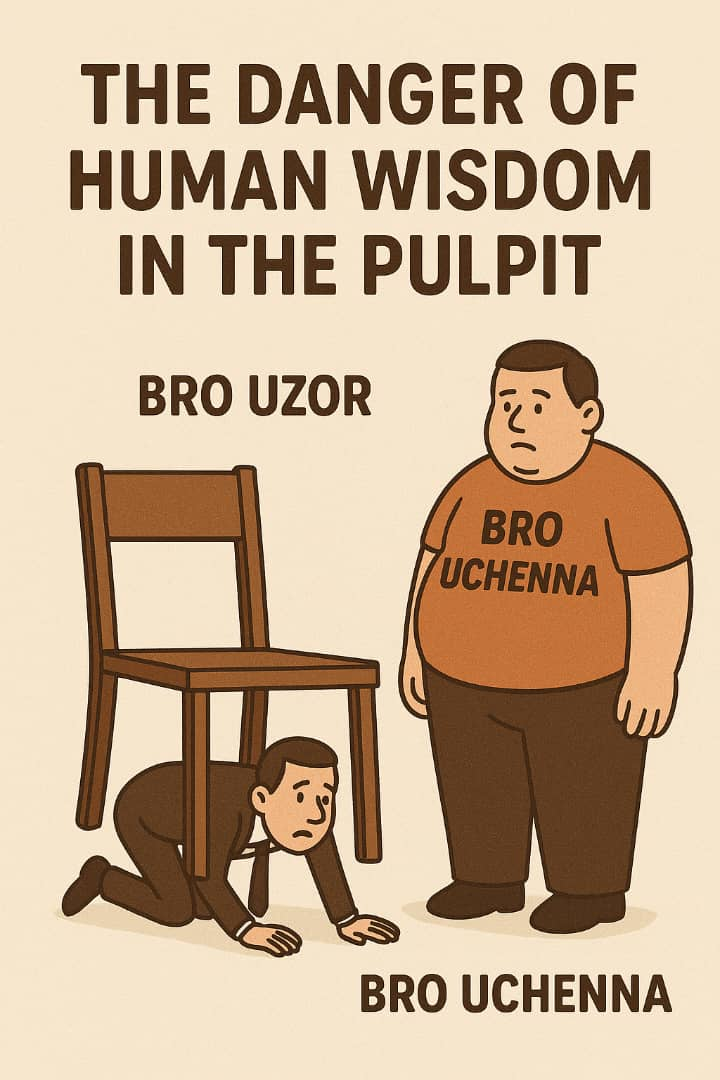 THE DANGER OF
HUMAN WISDOM
IN THE PULPIT
BRO UZOR
BRO
UCHENNA
BRO UCHENNA